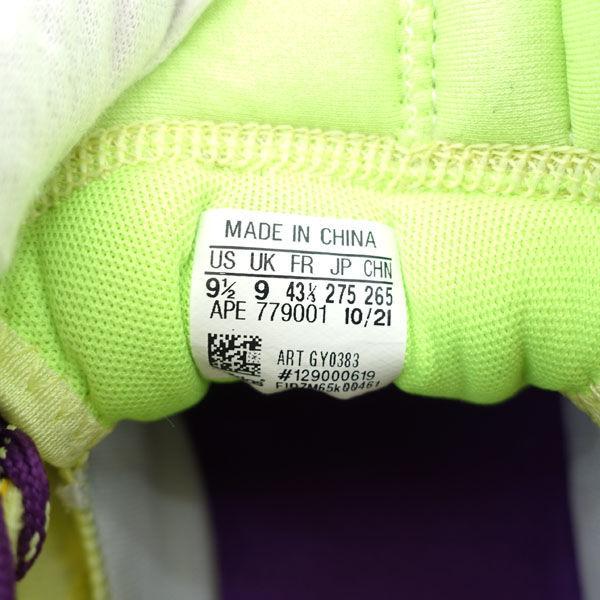 MADE IN CHINA
US UK FR JP CHN
9½ 9 43⅓ 275 265
APE 779001 10/21
ART GY0383
#129000619